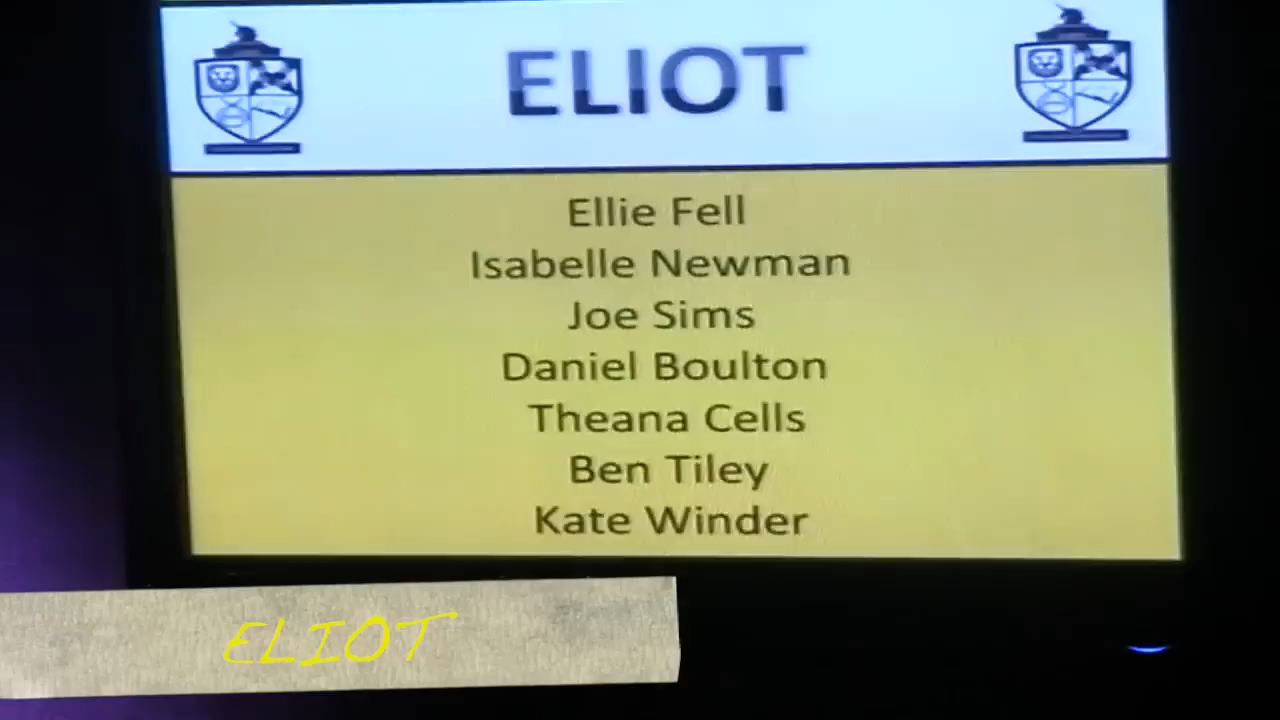 ELIOT
Ellie Fell
Isabelle Newman
Joe Sims
Daniel Boulton
Theana Cells
Ben Tiley
Kate Winder
ELIOT